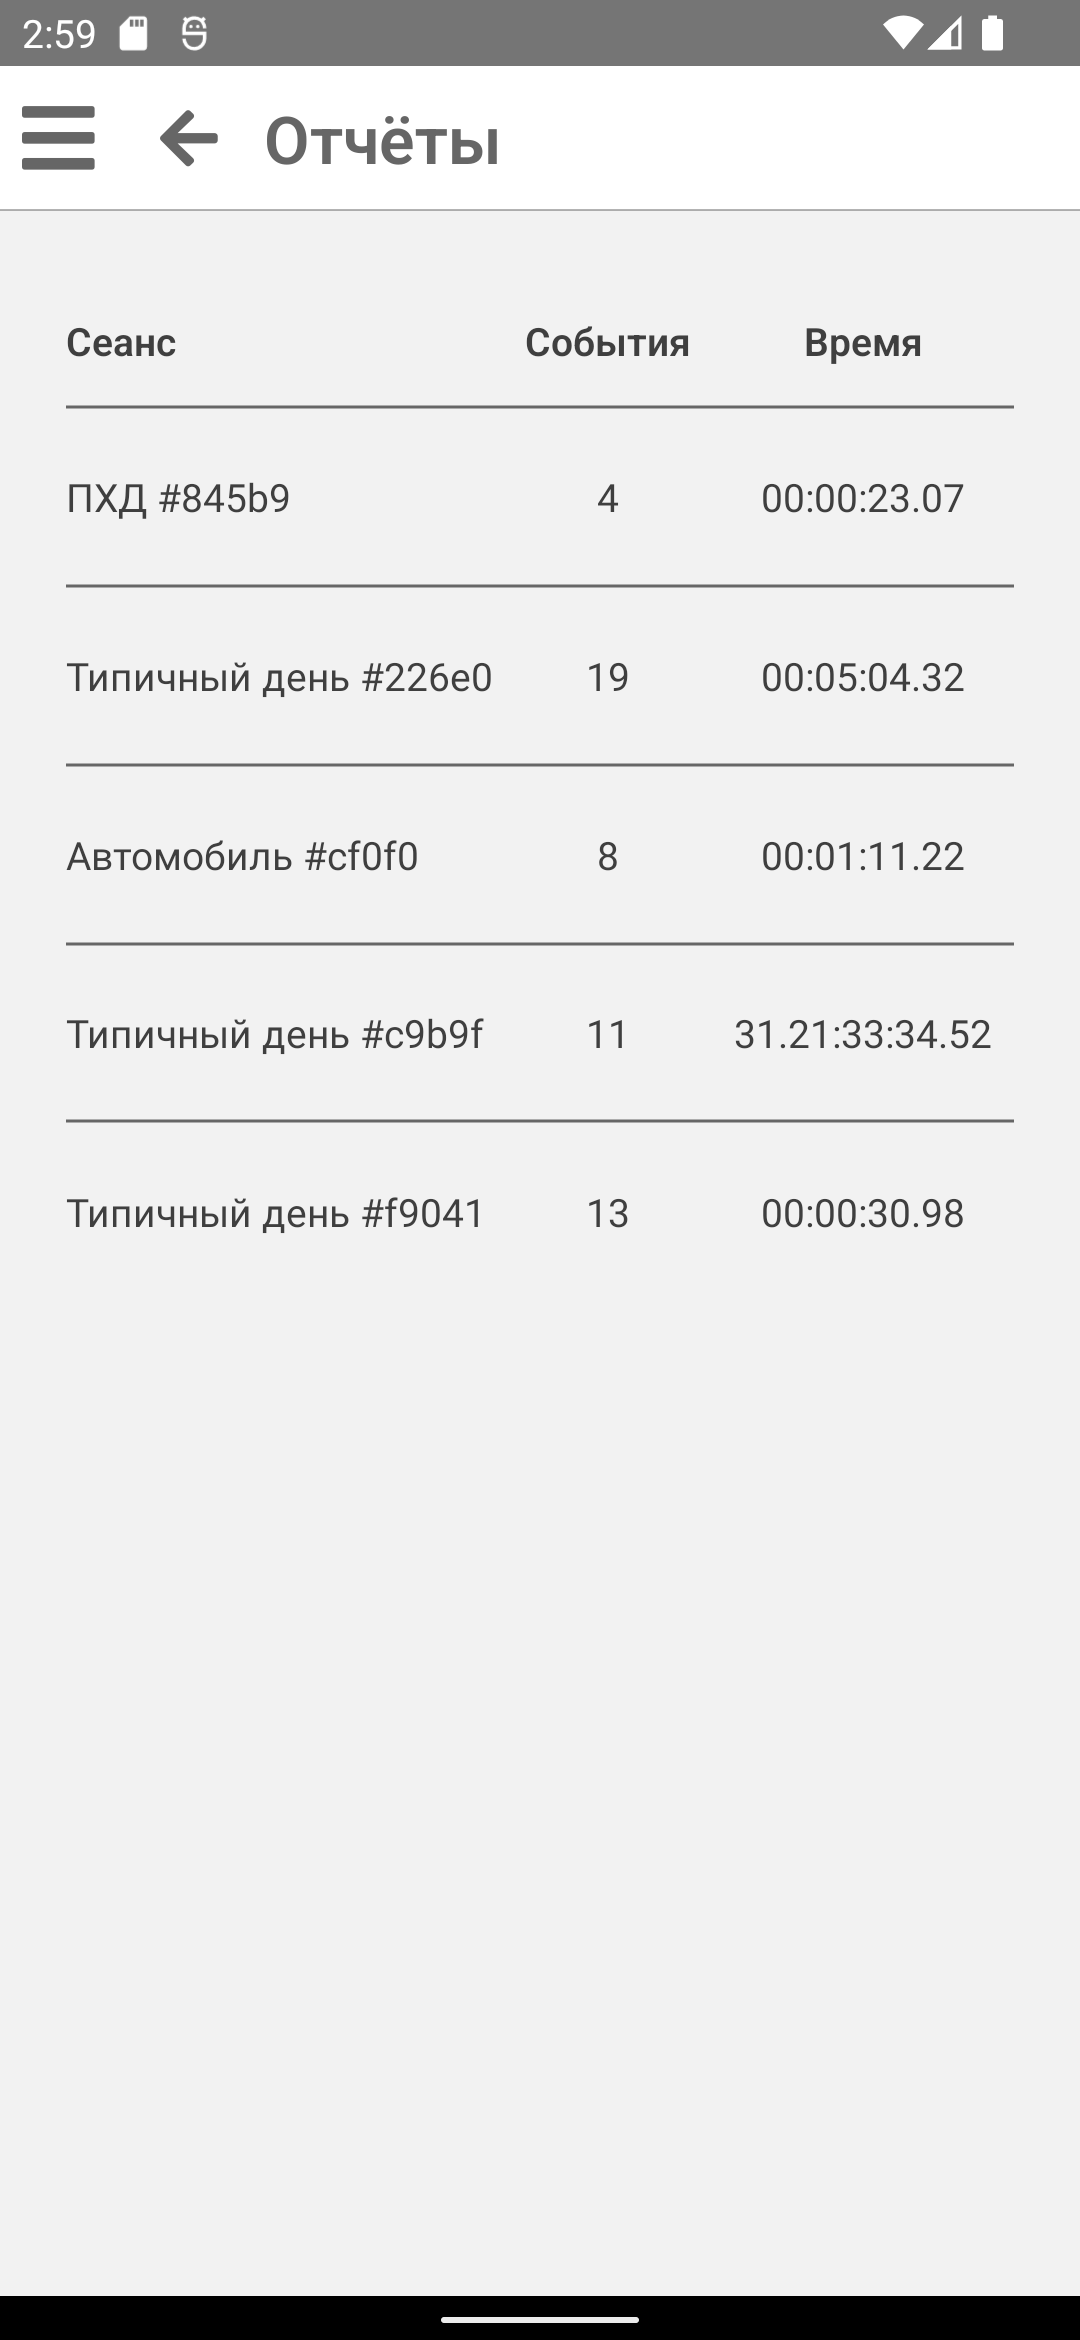 2:59
Отчёты
Сеанс События Время
ПХД #845b9 4 00:00:23.07
Типичный день #226e0 19 00:05:04.32
Автомобиль #cf0f0 8 00:01:11.22
Типичный день #c9b9f 11 31.21:33:34.52
Типичный день #f9041 13 00:00:30.98